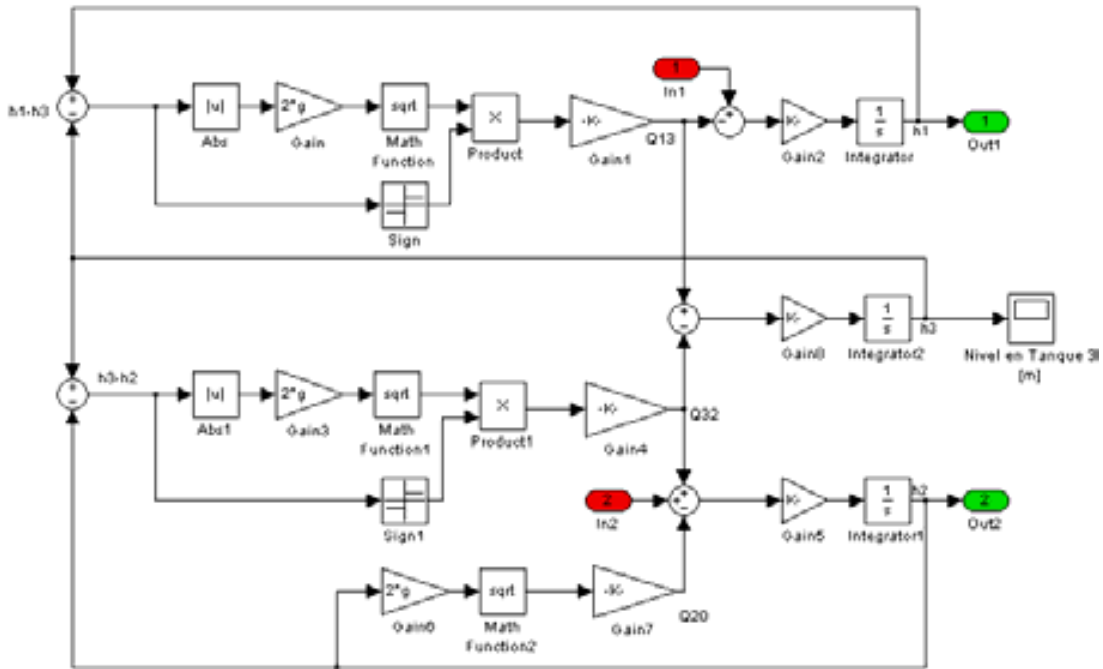 1
In1
h1-h3
|u|
Abs
2*g
Gain
sqrt
Math
Function
X
Product
-K-
Gain1
Q13
K-
Gain2
1
s
Integrator
h1
1
Out1
Sign
K-
Gain8
1
s
Integrator2
h3
Nivel en Tanque 3
[m]
h3-h2
|u|
Abs1
2*g
Gain3
sqrt
Math
Function1
X
Product1
-K-
Gain4
Q32
Sign1
2
In2
K-
Gain5
1
s
Integrator1
h2
2
Out2
2*g
Gain6
sqrt
Math
Function2
-K-
Gain7
Q20